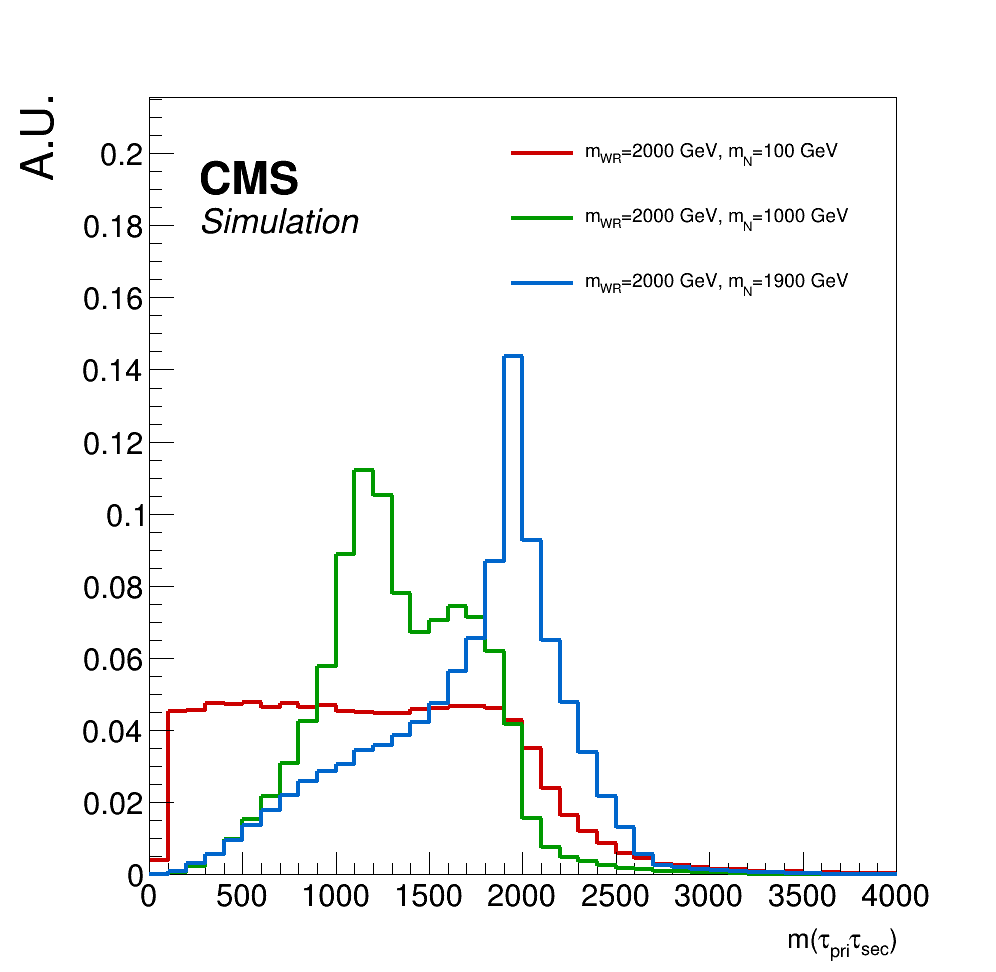 A.U.
CMS
Simulation
m_WR=2000 GeV, m_N=100 GeV
m_WR=2000 GeV, m_N=1000 GeV
m_WR=2000 GeV, m_N=1900 GeV
0.2
0.18
0.16
0.14
0.12
0.1
0.08
0.06
0.04
0.02
0
0 500 1000 1500 2000 2500 3000 3500 4000
m(τ_pri τ_sec)